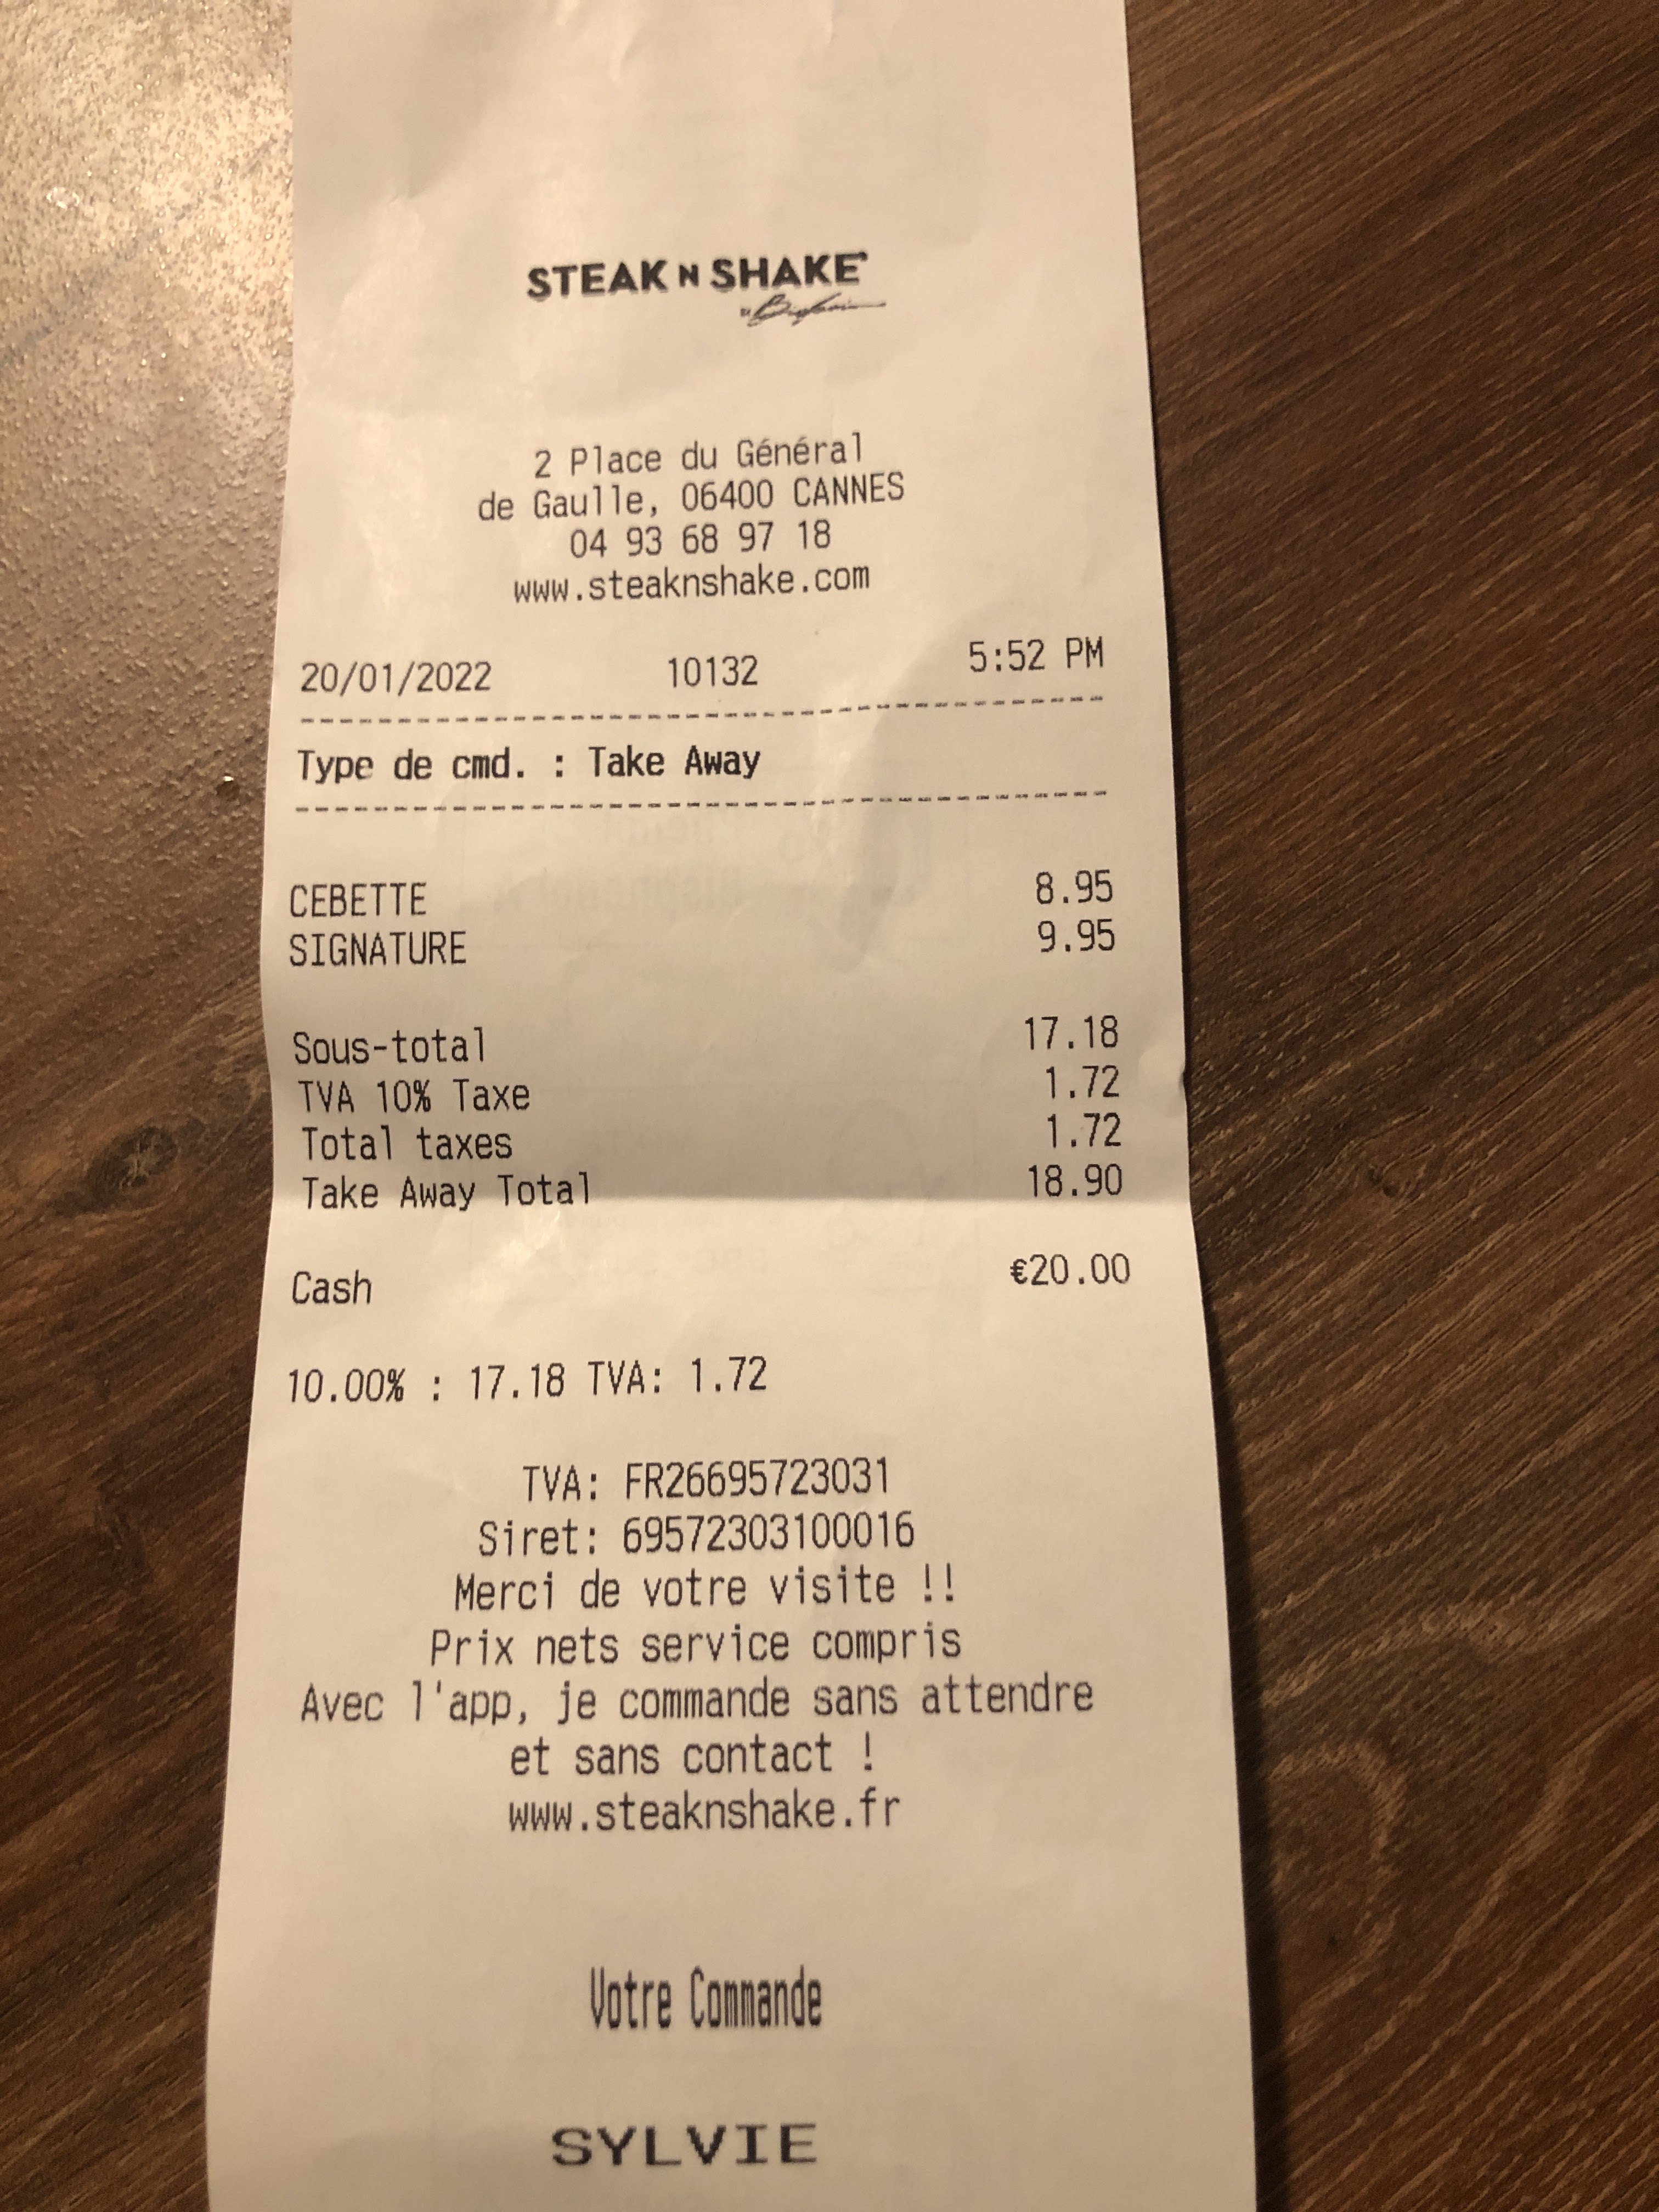 STEAK N SHAKE
BY Biglari
2 Place du Général
de Gaulle, 06400 CANNES
04 93 68 97 18
www.steaknshake.com
20/01/2022 10132 5:52 PM
Type de cmd. : Take Away
CEBETTE 8.95
SIGNATURE 9.95
Sous-total 17.18
TVA 10% Taxe 1.72
Total taxes 1.72
Take Away Total 18.90
Cash €20.00
10.00% : 17.18 TVA: 1.72
TVA: FR26695723031
Siret: 69572303100016
Merci de votre visite !!
Prix nets service compris
Avec l'app, je commande sans attendre
et sans contact !
www.steaknshake.fr
Votre Commande
SYLVIE